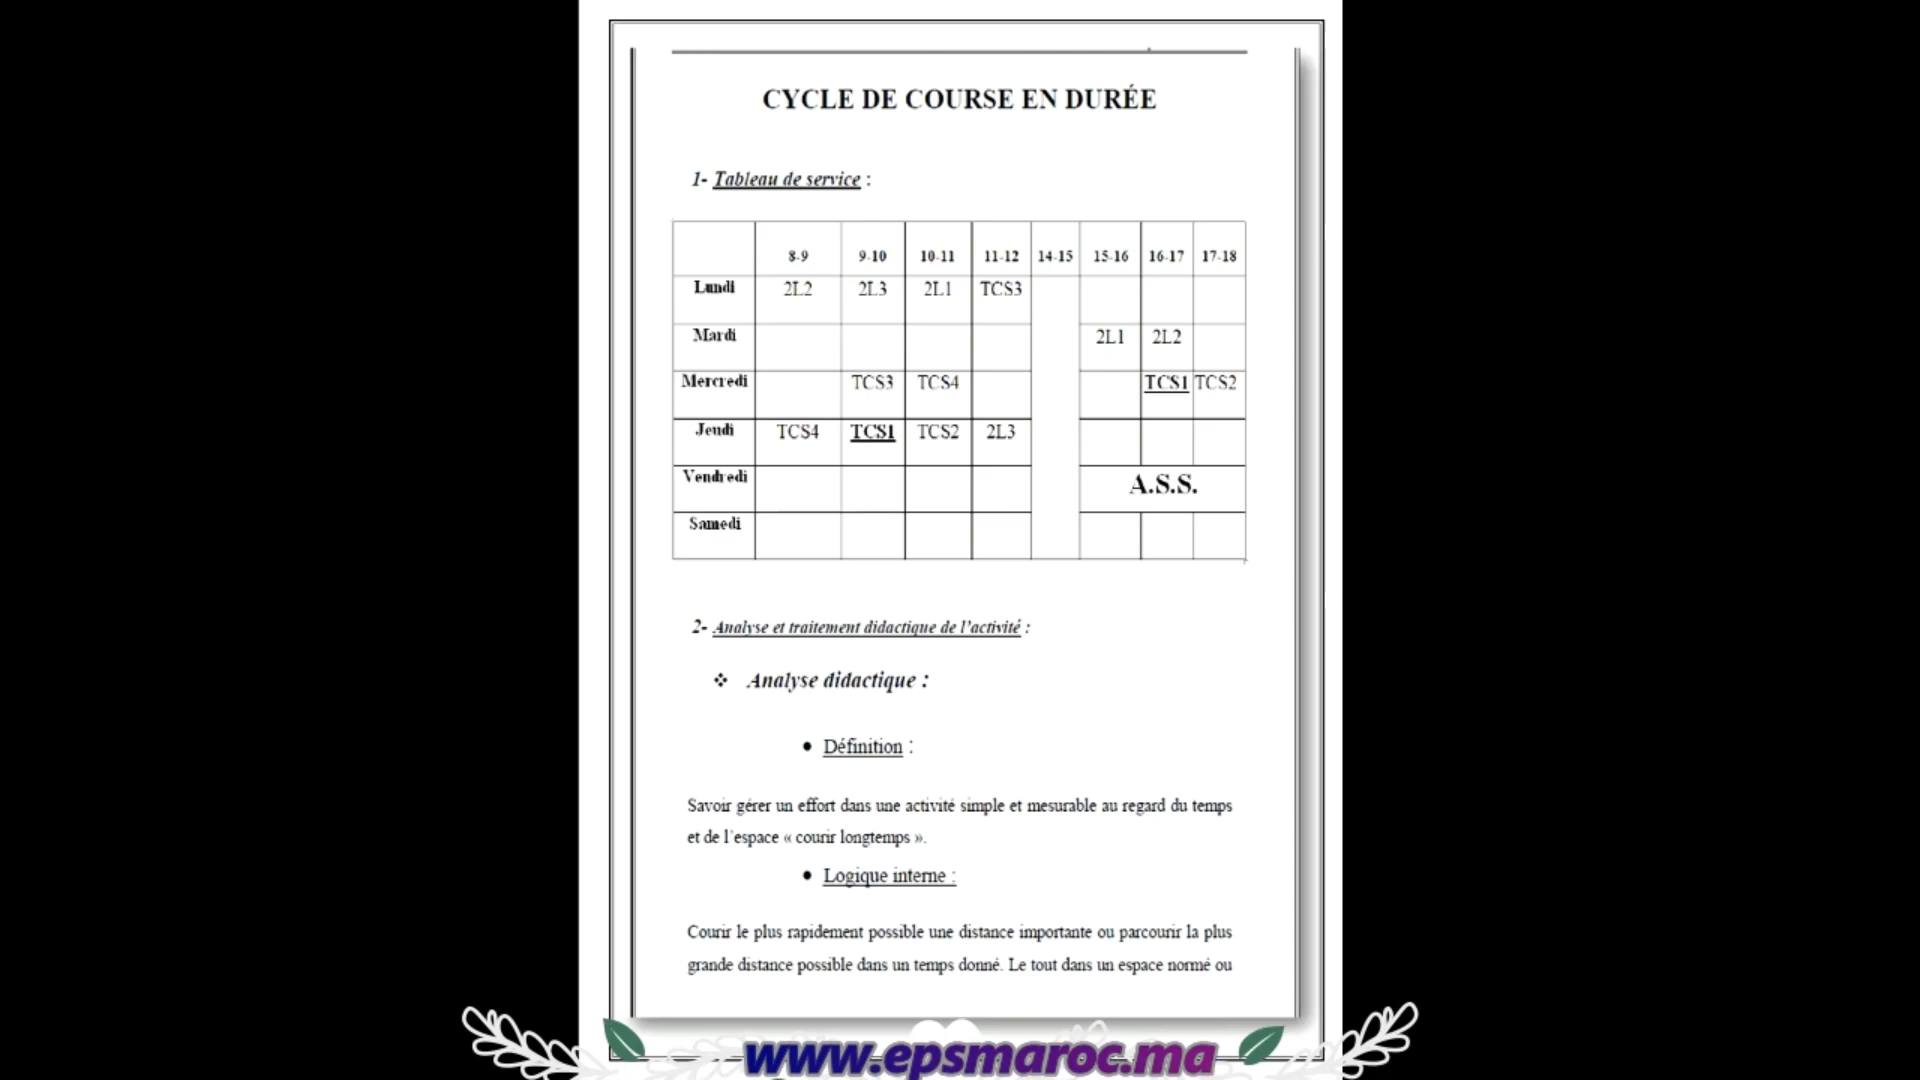 CYCLE DE COURSE EN DURÉE
1- Tableau de service :
8-9 9-10 10-11 11-12 14-15 15-16 16-17 17-18
Lundi 2L2 2L3 2L1 TCS3
Mardi 2L1 2L2
Mercredi TCS3 TCS4 TCS1 TCS2
Jeudi TCS4 TCS1 TCS2 2L3
Vendredi A.S.S.
Samedi
2- Analyse et traitement didactique de l'activité :
❖ Analyse didactique :
• Définition :
Savoir gérer un effort dans une activité simple et mesurable au regard du temps
et de l'espace « courir longtemps ».
• Logique interne :
Courir le plus rapidement possible une distance importante ou parcourir la plus
grande distance possible dans un temps donné. Le tout dans un espace normé ou
www.epsmaroc.ma